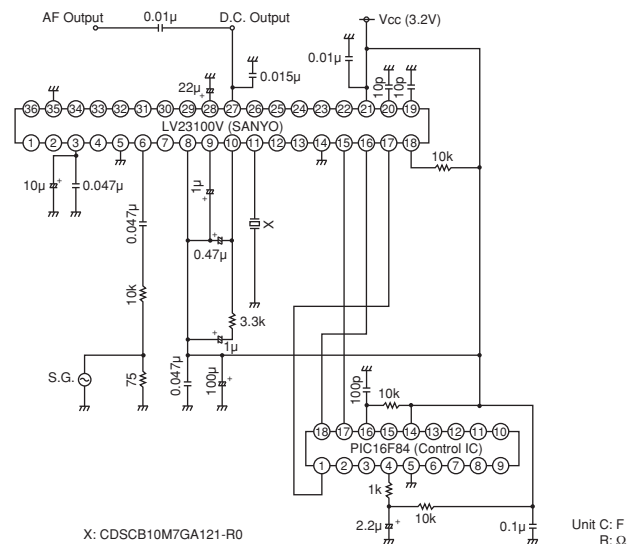 AF Output
0.01μ
D.C. Output
Vcc (3.2V)
0.01μ
0.015μ
22μ
10p
10p
36 35 34 33 32 31 30 29 28 27 26 25 24 23 22 21 20 19
LV23100V (SANYO)
1 2 3 4 5 6 7 8 9 10 11 12 13 14 15 16 17 18
10k
10μ
0.047μ
0.047μ
1μ
X
0.47μ
10k
3.3k
1μ
S.G.
75
0.047μ
100μ
100p
10k
18 17 16 15 14 13 12 11 10
PIC16F84 (Control IC)
1 2 3 4 5 6 7 8 9
1k
10k
2.2μ
0.1μ
X: CDSCB10M7GA121-R0
Unit C: F
R: Ω